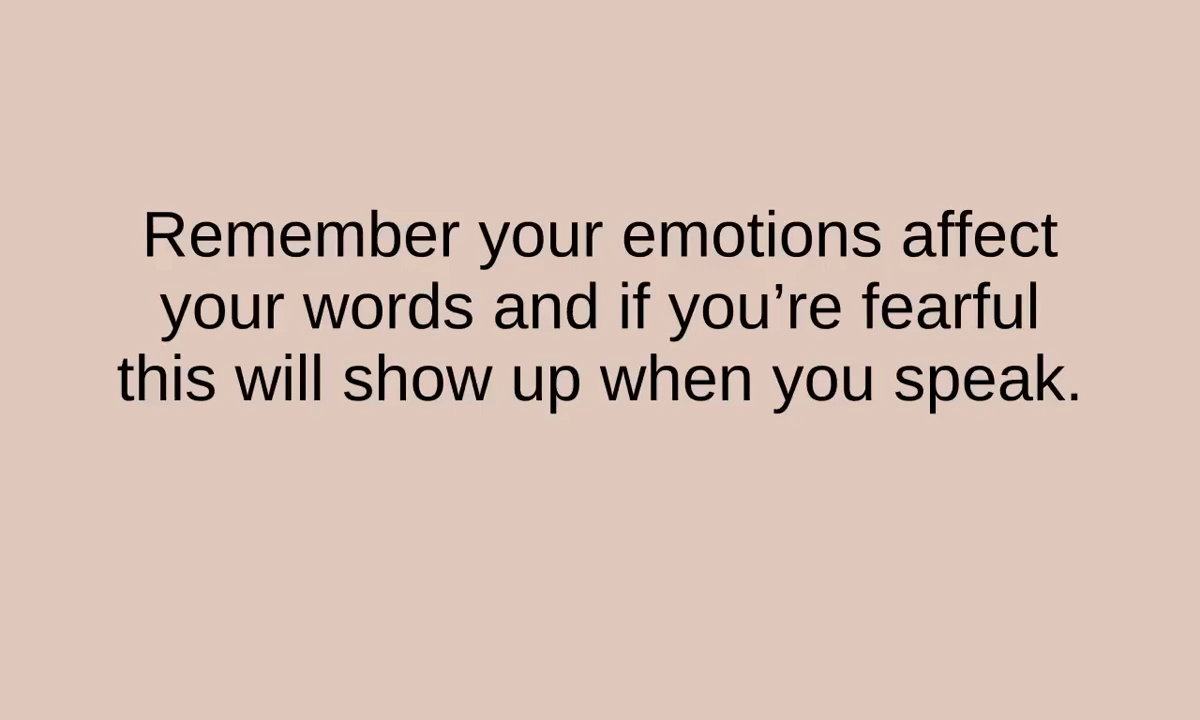 Remember your emotions affect
your words and if you’re fearful
this will show up when you speak.